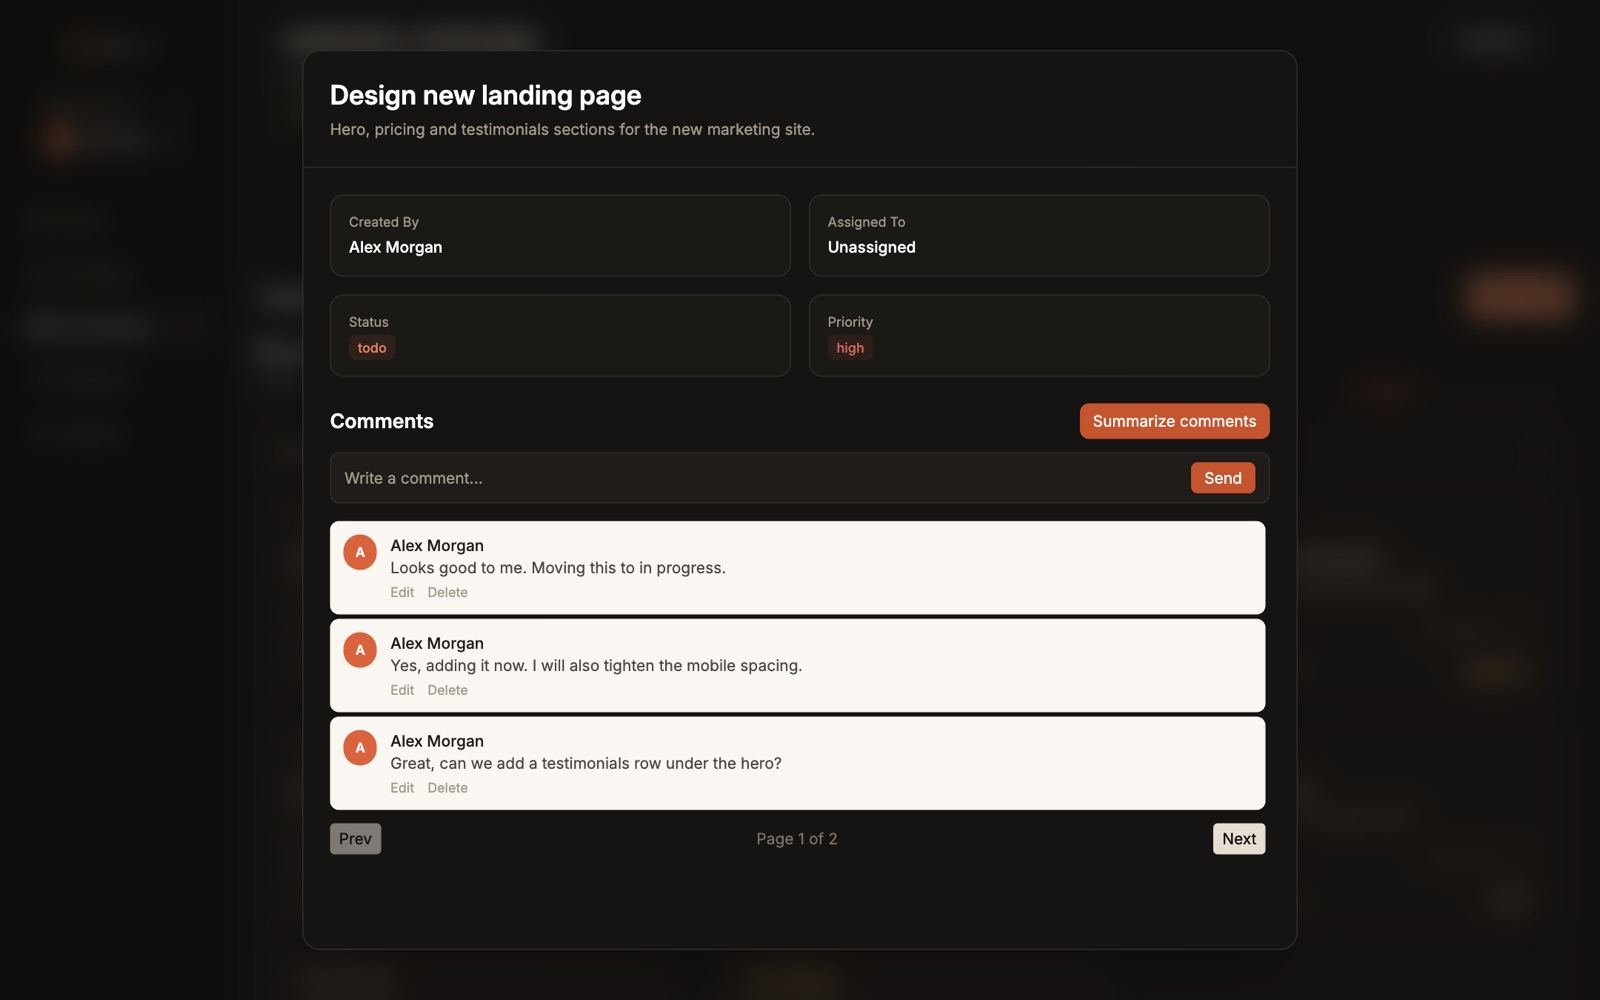 Design new landing page
Hero, pricing and testimonials sections for the new marketing site.
Created By
Alex Morgan
Assigned To
Unassigned
Status
todo
Priority
high
Comments
Summarize comments
Write a comment...
Send
A
Alex Morgan
Looks good to me. Moving this to in progress.
Edit Delete
A
Alex Morgan
Yes, adding it now. I will also tighten the mobile spacing.
Edit Delete
A
Alex Morgan
Great, can we add a testimonials row under the hero?
Edit Delete
Prev
Page 1 of 2
Next